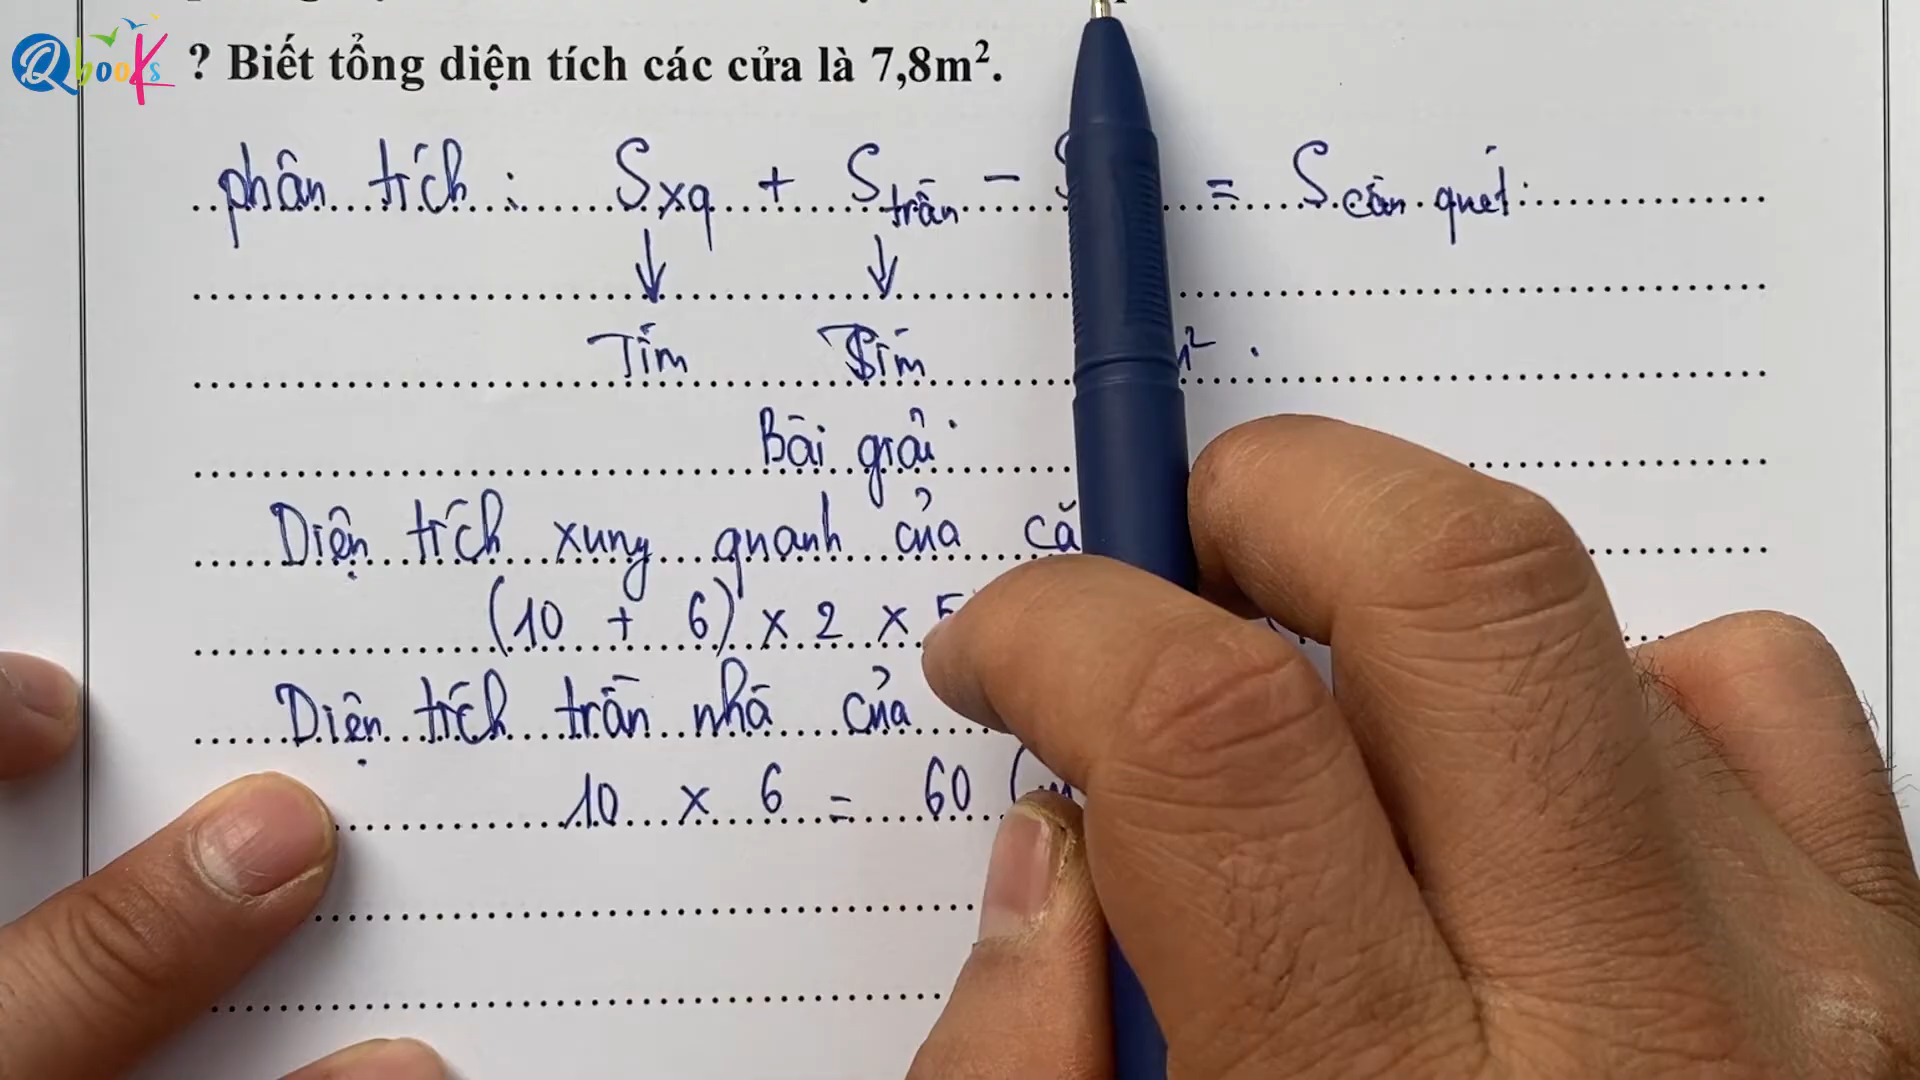 Qbooks
? Biết tổng diện tích các cửa là 7,8m².
phân tích : Sxq + Strần - = Scần quét
Tìm Tìm ² .
Bài giải
Diện tích xung quanh của
(10 + 6) x 2 x
Diện tích trần nhà của
10 x 6 = 60